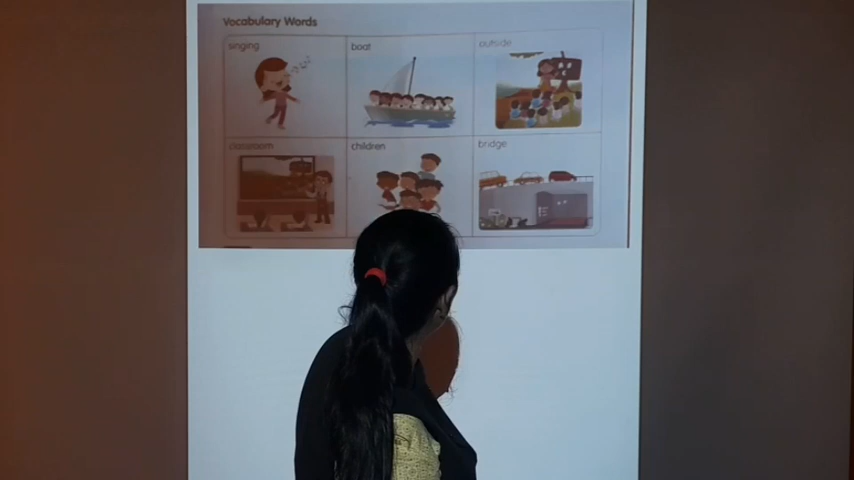 Vocabulary Words
singing
boat
outside
classroom
children
bridge